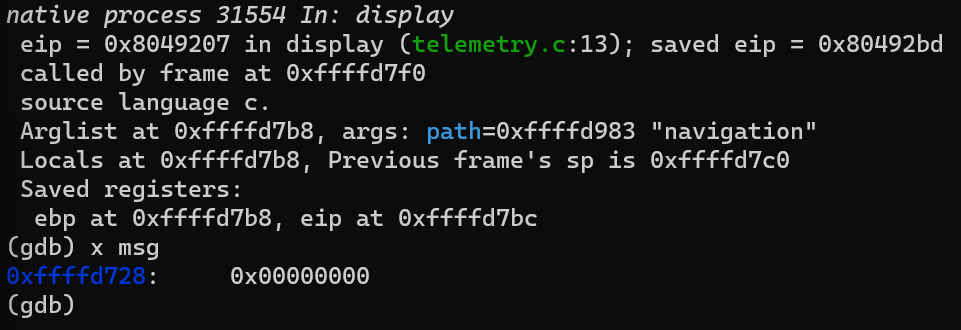 native process 31554 In: display
eip = 0x8049207 in display (telemetry.c:13); saved eip = 0x80492bd
called by frame at 0xffffd7f0
source language c.
Arglist at 0xffffd7b8, args: path=0xffffd983 "navigation"
Locals at 0xffffd7b8, Previous frame's sp is 0xffffd7c0
Saved registers:
ebp at 0xffffd7b8, eip at 0xffffd7bc
(gdb) x msg
0xffffd728:     0x00000000
(gdb)